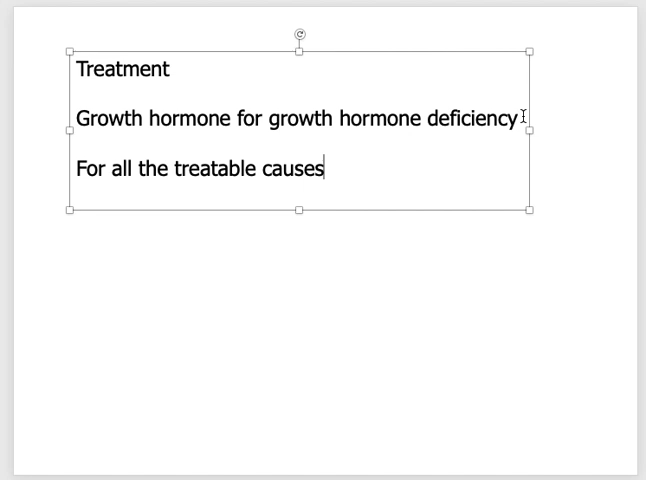 Treatment
Growth hormone for growth hormone deficiency
For all the treatable causes